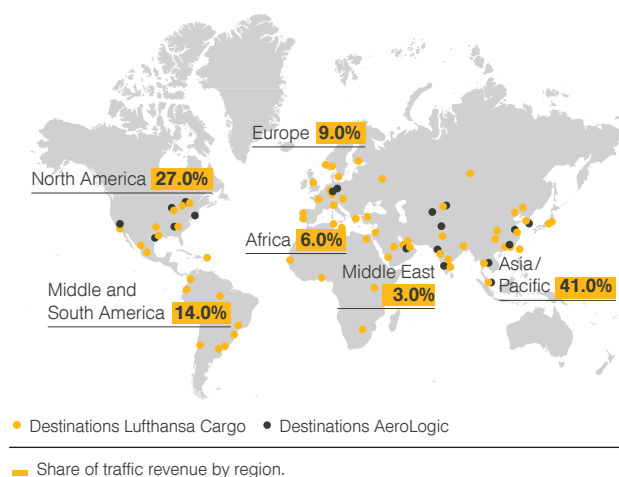 Europe 9.0%
North America 27.0%
Africa 6.0%
Middle East
3.0%
Asia/
Pacific 41.0%
Middle and
South America 14.0%
Destinations Lufthansa Cargo
Destinations AeroLogic
Share of traffic revenue by region.